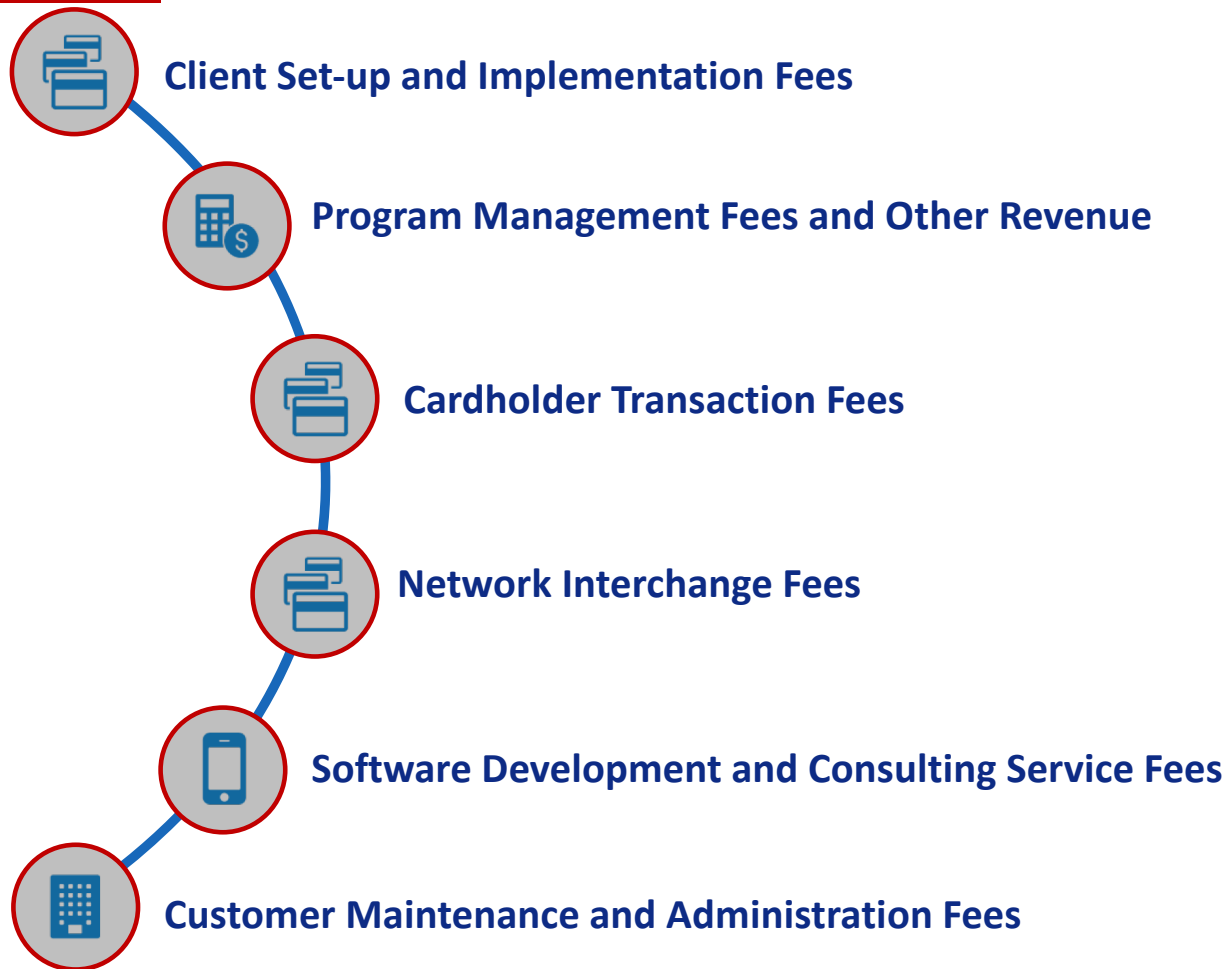 Client Set-up and Implementation Fees
Program Management Fees and Other Revenue
$
Cardholder Transaction Fees
Network Interchange Fees
Software Development and Consulting Service Fees
Customer Maintenance and Administration Fees